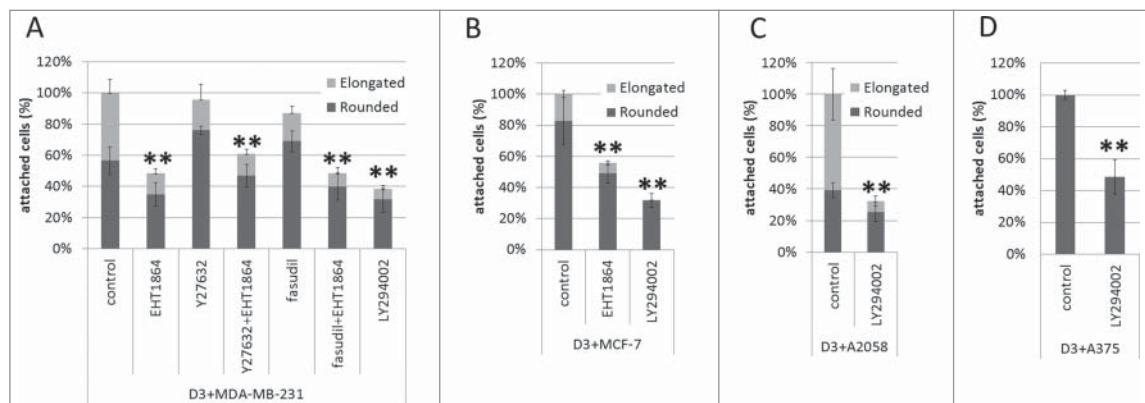 A
120%
100%
80%
60%
40%
20%
0%
attached cells (%)
Elongated
Rounded
**
**
**
**
control
EHT1864
Y27632
Y27632+EHT1864
fasudil
fasudil+EHT1864
LY294002
D3+MDA-MB-231
B
120%
100%
80%
60%
40%
20%
0%
attached cells (%)
Elongated
Rounded
**
**
control
EHT1864
LY294002
D3+MCF-7
C
120%
100%
80%
60%
40%
20%
0%
attached cells (%)
Elongated
Rounded
**
control
LY294002
D3+A2058
D
120%
100%
80%
60%
40%
20%
0%
attached cells (%)
**
control
LY294002
D3+A375